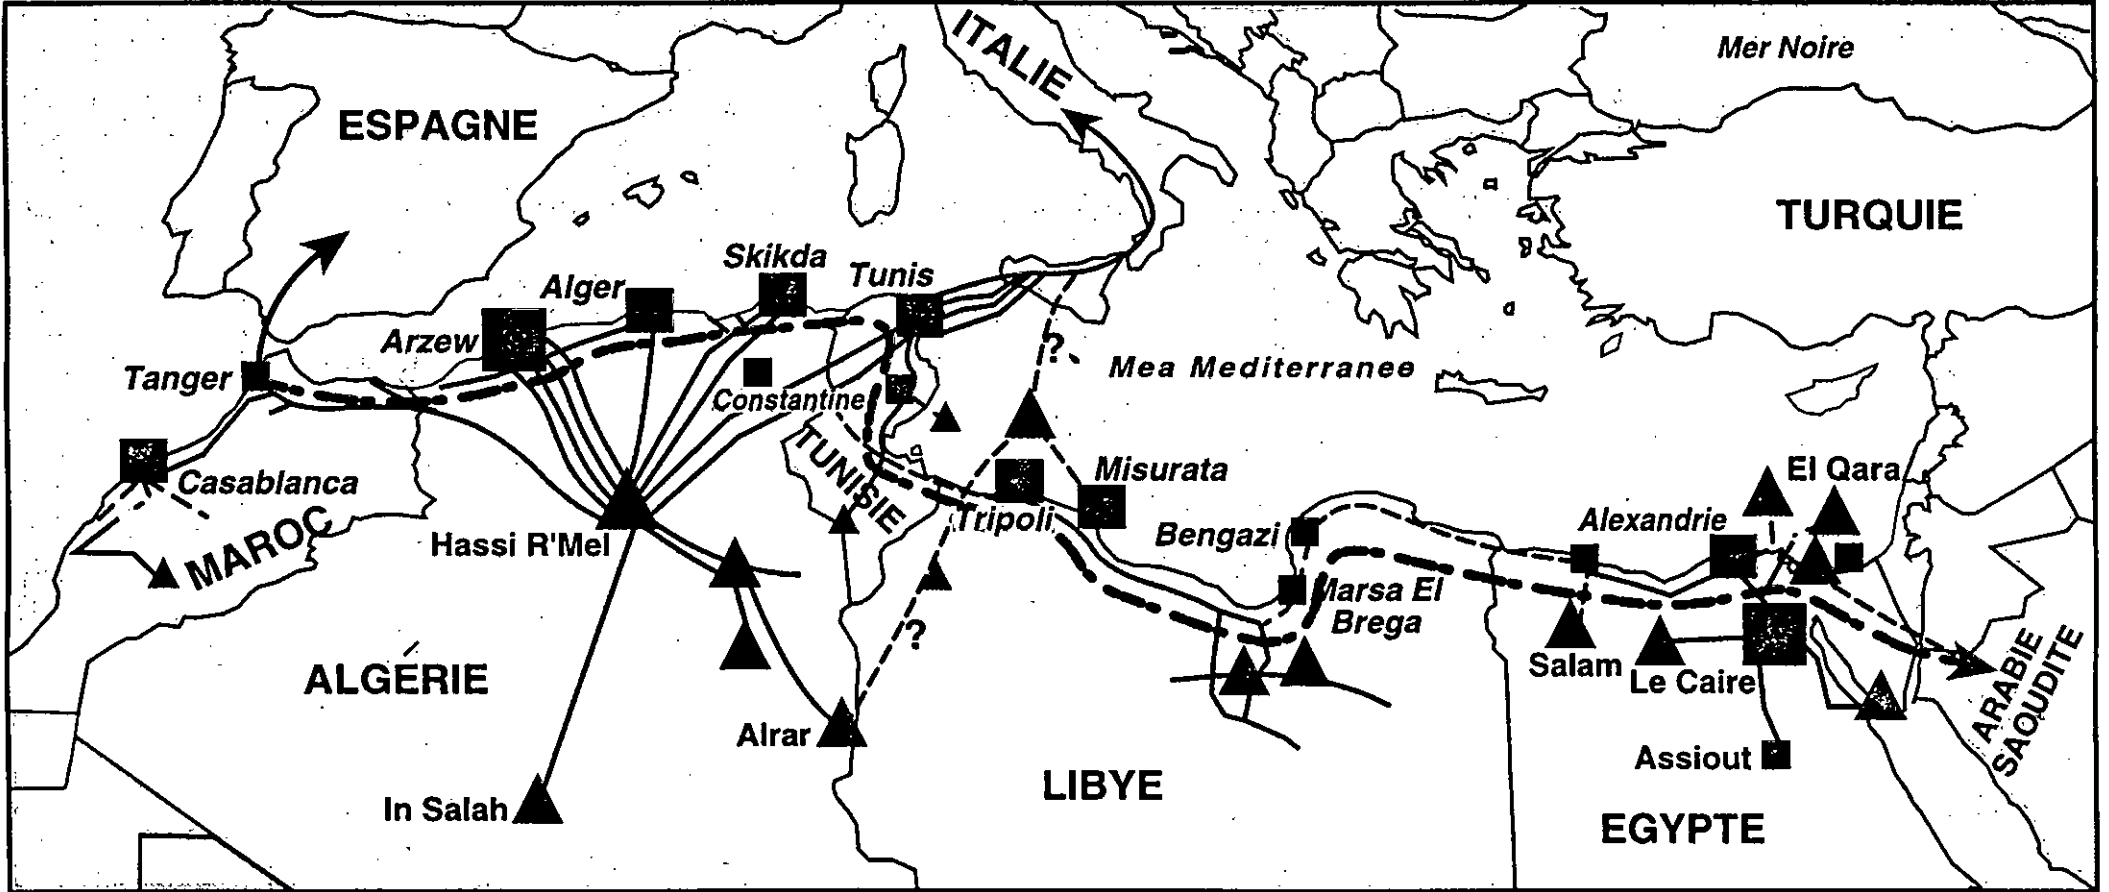 ITALIE
Mer Noire
ESPAGNE
TURQUIE
Skikda
Alger
Tunis
Arzew
?
Mea Mediterranee
Tanger
Constantine
TUNISIE
Misurata
El Qara
Casablanca
Tripoli
Bengazi
Alexandrie
MAROC
Hassi R'Mel
Marsa El
Brega
?
Salam
Le Caire
ARABIE
SAOUDITE
ALGÉRIE
Alrar
Assiout
LIBYE
In Salah
EGYPTE